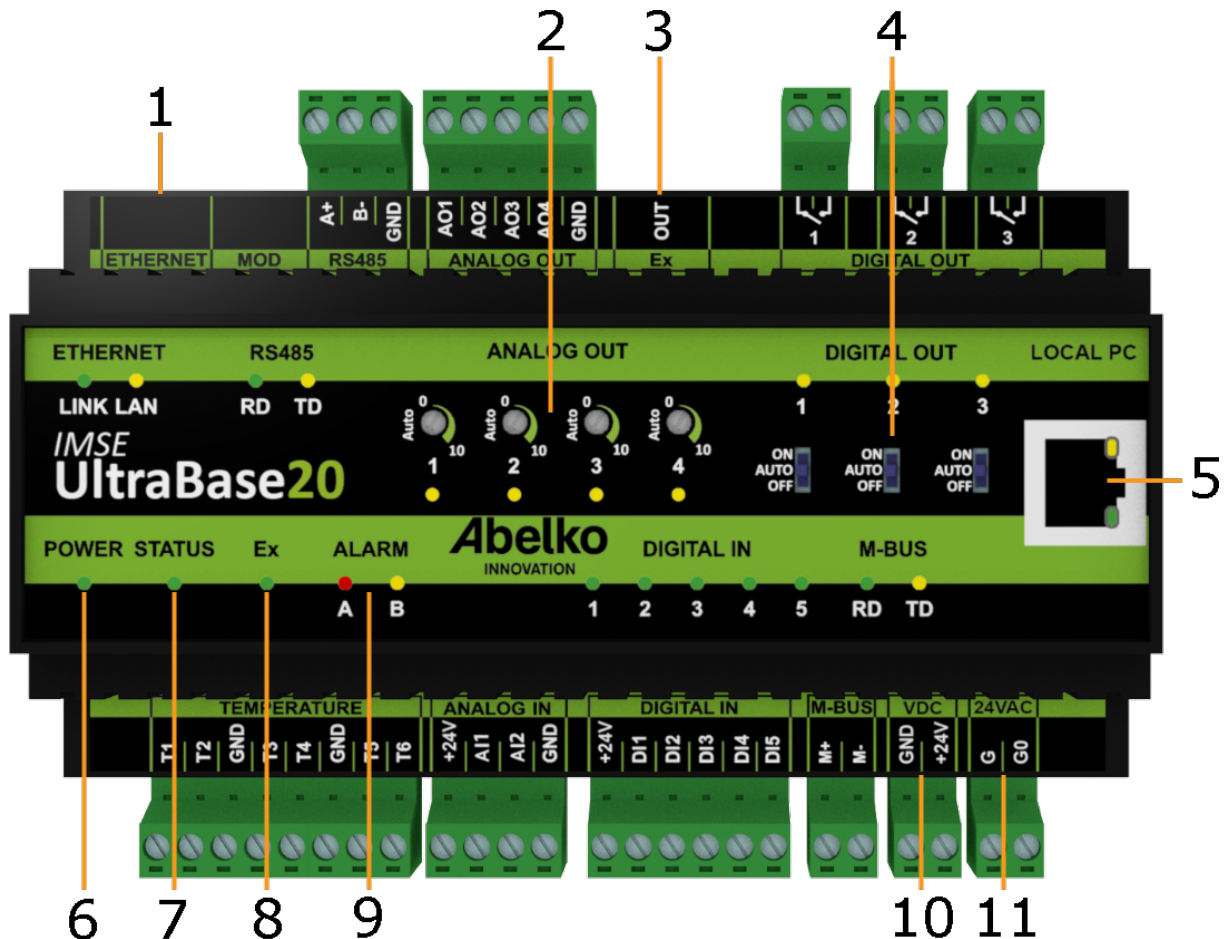 1 2 3 4
A+ B- GND AO1 AO2 AO3 AO4 GND OUT 1 2 3
ETHERNET MOD RS485 ANALOG OUT Ex DIGITAL OUT
ETHERNET RS485 ANALOG OUT DIGITAL OUT LOCAL PC
LINK LAN RD TD 1 2 3
Auto 0 10 Auto 0 10 Auto 0 10 Auto 0 10
1 2 3 4
IMSE
UltraBase20
ON ON ON
AUTO AUTO AUTO
OFF OFF OFF
5
POWER STATUS Ex ALARM Abelko DIGITAL IN M-BUS
INNOVATION
A B 1 2 3 4 5 RD TD
TEMPERATURE ANALOG IN DIGITAL IN M-BUS VDC 24VAC
T1 T2 GND T3 T4 GND T5 T6 +24V AI1 AI2 GND +24V DI1 DI2 DI3 DI4 DI5 M+ M- GND +24V G G0
6 7 8 9 10 11